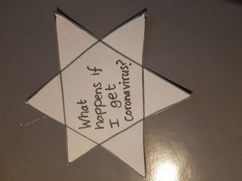 What
happens if
I get
Coronavirus?